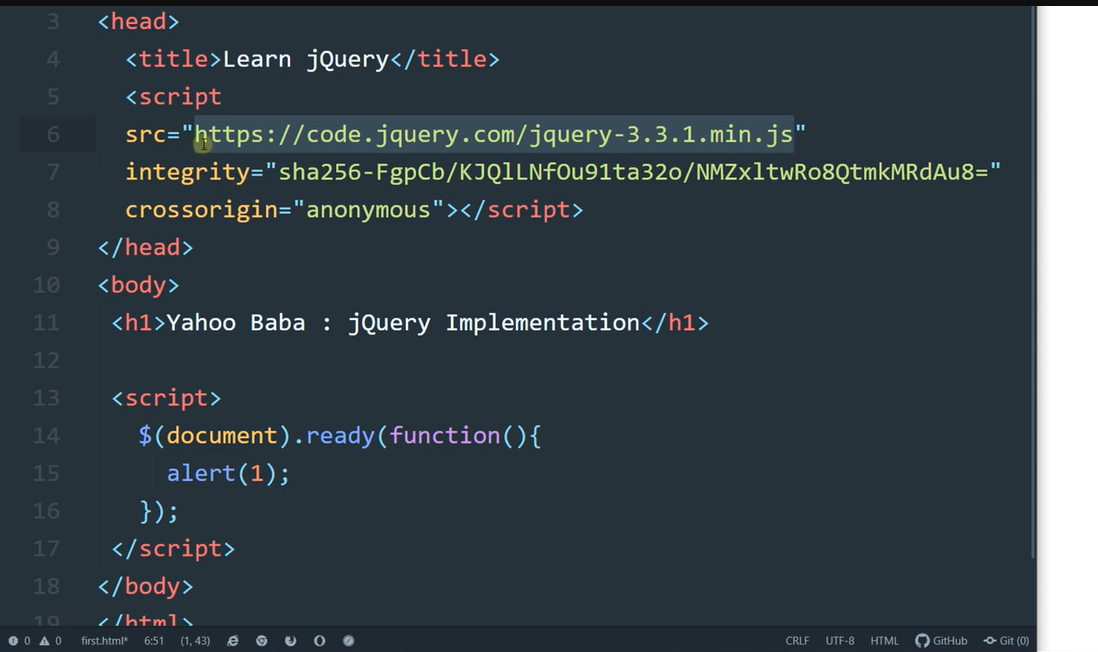 3 <head>
4 <title>Learn jQuery</title>
5 <script
6 src="https://code.jquery.com/jquery-3.3.1.min.js"
7 integrity="sha256-FgpCb/KJQlLNfOu91ta32o/NMZxltwRo8QtmkMRdAu8="
8 crossorigin="anonymous"></script>
9 </head>
10 <body>
11 <h1>Yahoo Baba : jQuery Implementation</h1>
12
13 <script>
14 $(document).ready(function(){
15 alert(1);
16 });
17 </script>
18 </body>
19 </html>
0 0 first.html* 6:51 (1, 43) CRLF UTF-8 HTML GitHub Git (0)